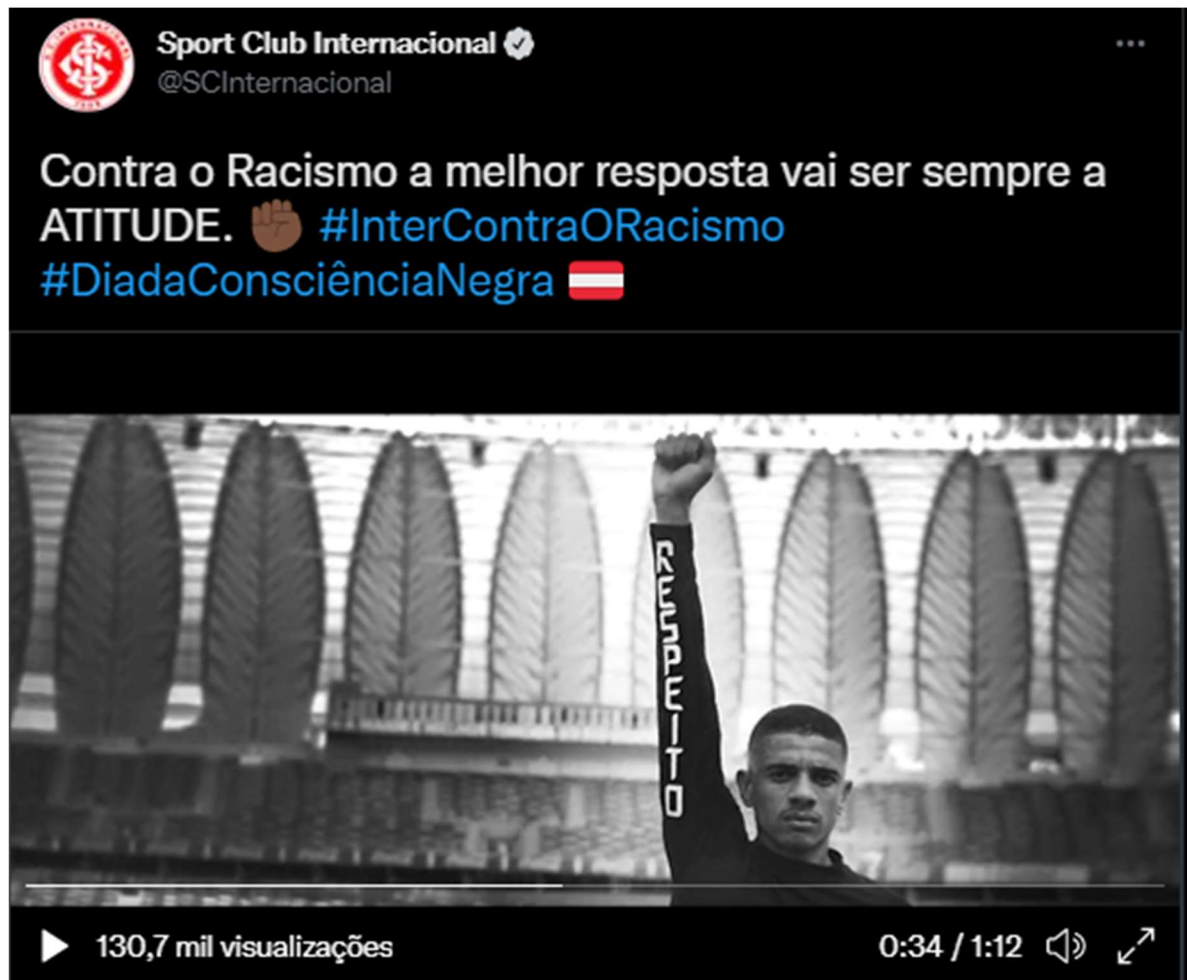 Sport Club Internacional
@SCInternacional
Contra o Racismo a melhor resposta vai ser sempre a
ATITUDE. ✊🏾 #InterContraORacismo
#DiadaConsciênciaNegra 🇦🇹
RESPEITO
130,7 mil visualizações
0:34 / 1:12